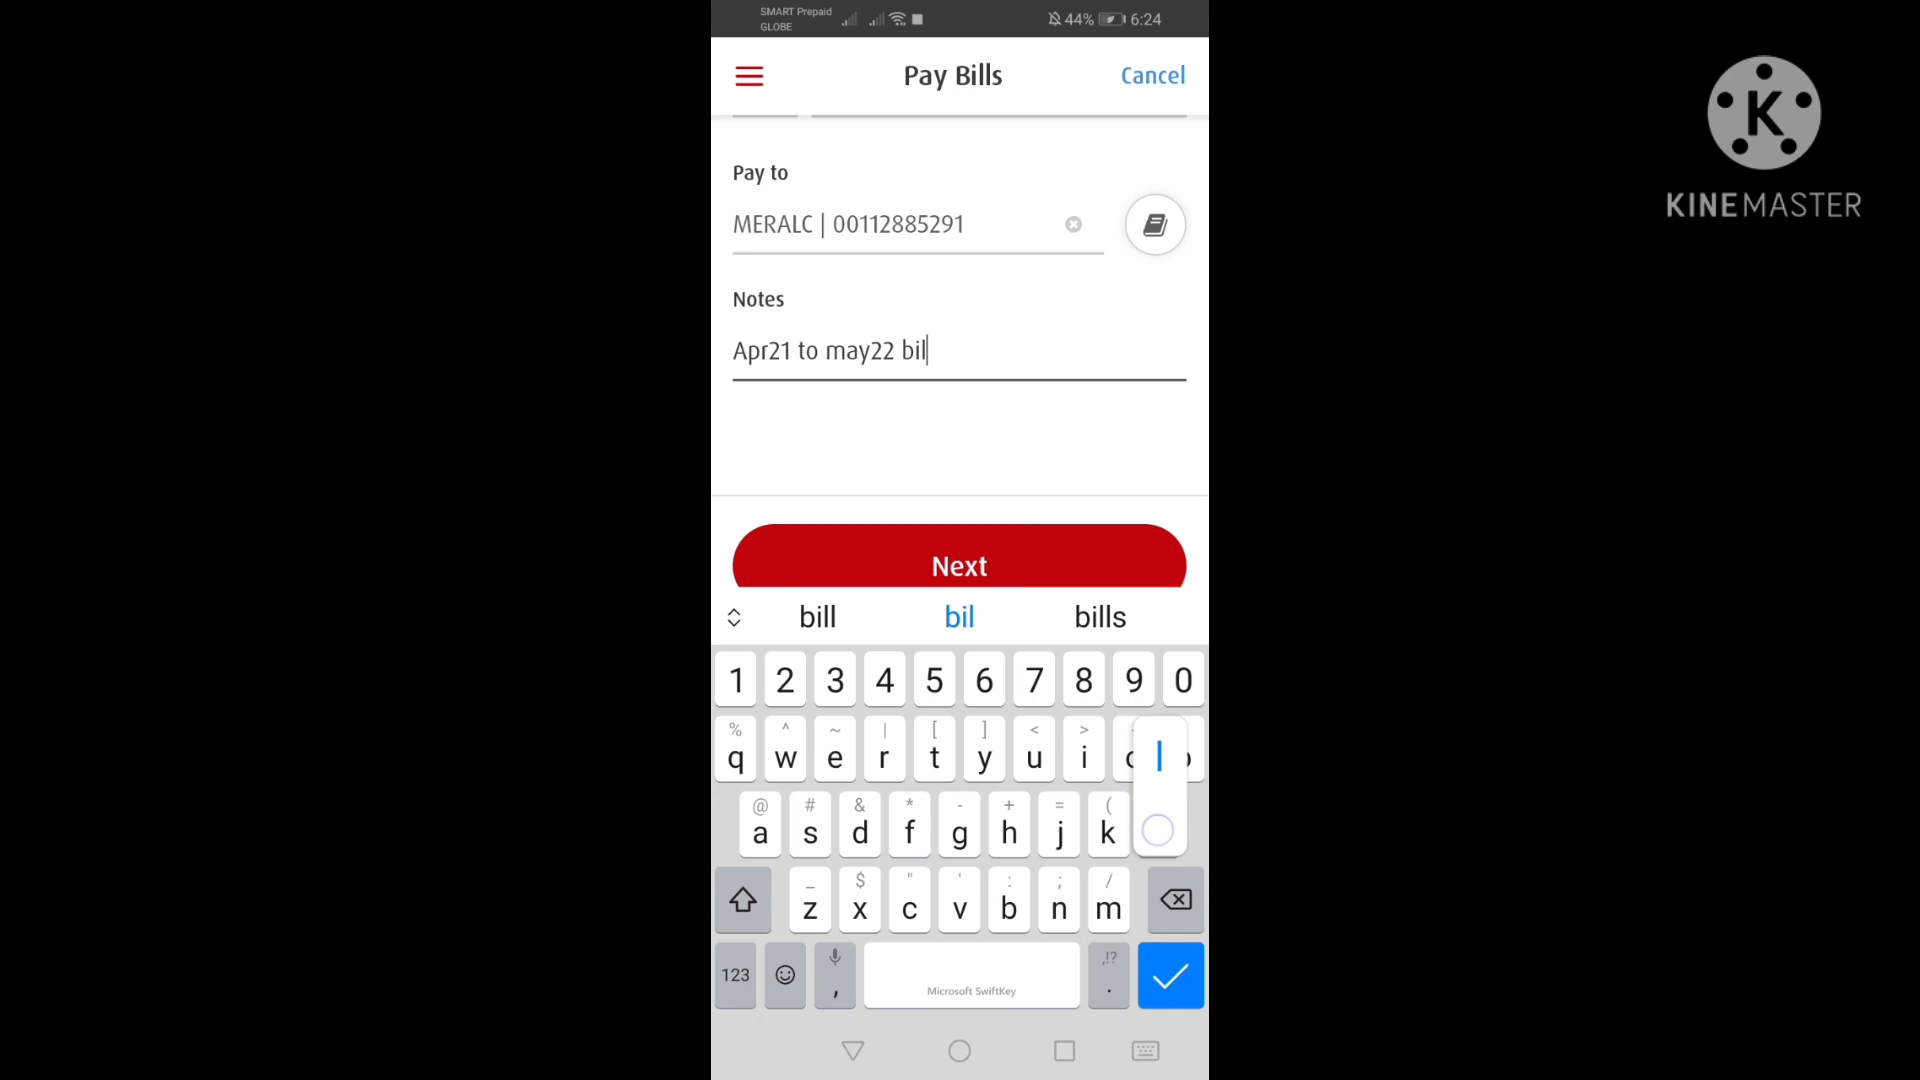 SMART Prepaid
GLOBE
44% 6:24
Pay Bills
Cancel
K
KINEMASTER
Pay to
MERALC | 00112885291
Notes
Apr21 to may22 bil
Next
bill bil bills
1 2 3 4 5 6 7 8 9 0
% ^ ~ | [ ] < >
q w e r t y u i
l
@ # & * - + = (
a s d f g h j k
_ $ " ' : ; /
z x c v b n m
123 , Microsoft SwiftKey ,!? .